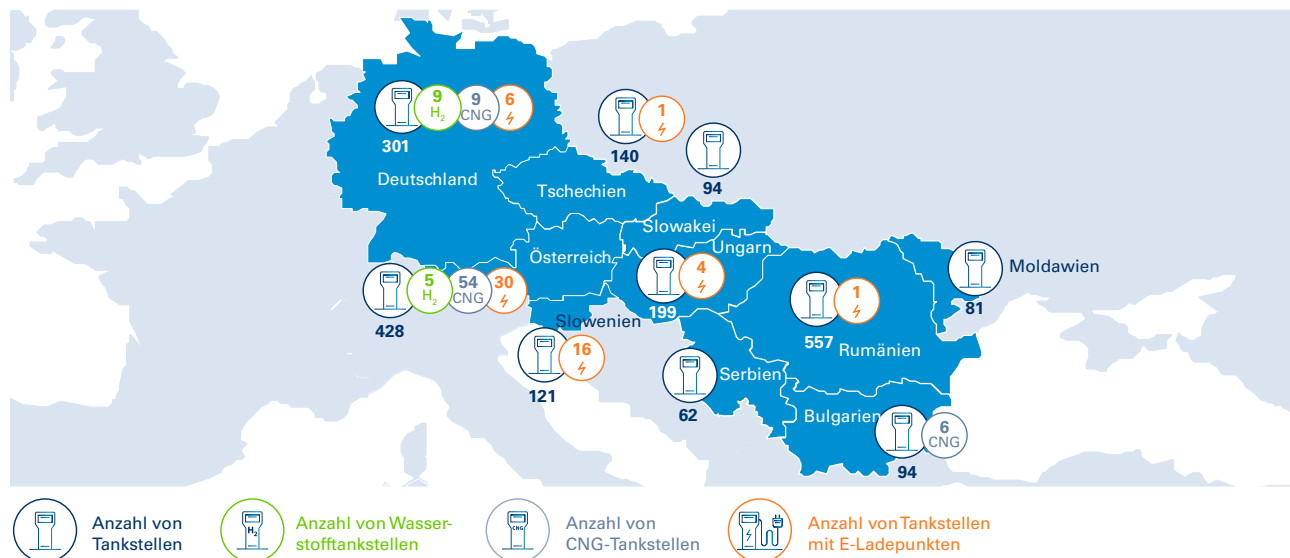 9
H₂
9
CNG
6
301
Deutschland
1
140
94
Tschechien
Slowakei
Ungarn
Österreich
5
H₂
54
CNG
30
428
4
199
1
557
Rumänien
Moldawien
81
Slowenien
16
121
Serbien
62
Bulgarien
6
CNG
94
Anzahl von
Tankstellen
H₂
Anzahl von Wasser-
stofftankstellen
CNG
Anzahl von
CNG-Tankstellen
Anzahl von Tankstellen
mit E-Ladepunkten